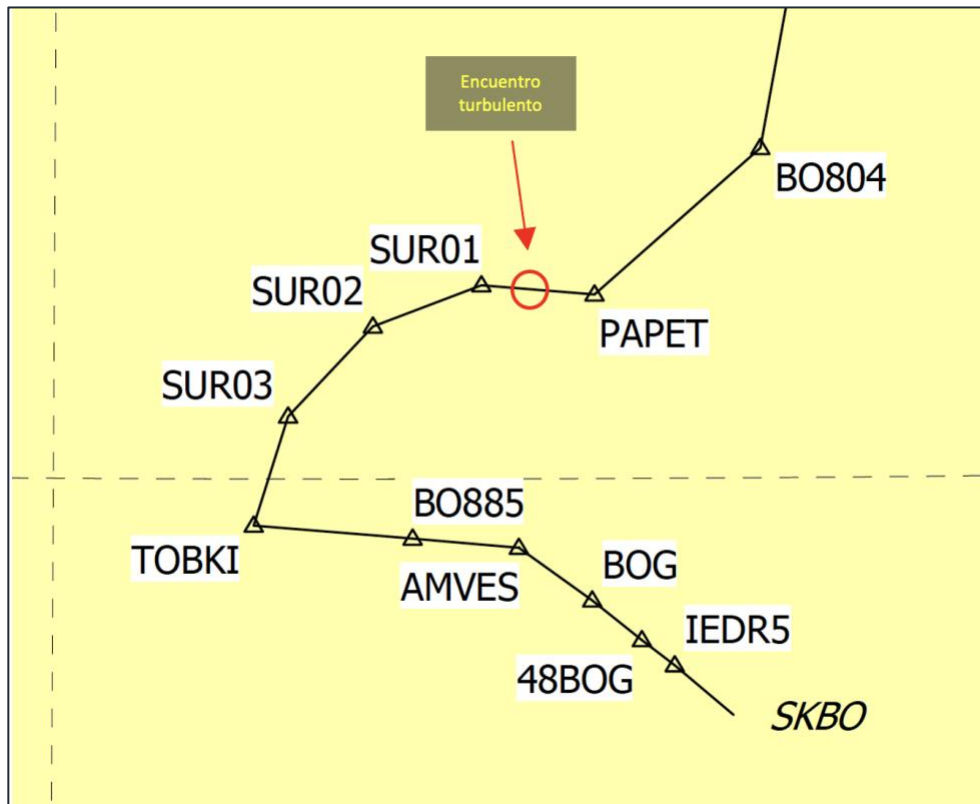 Encuentro
turbulento
BO804
SUR01
SUR02
PAPET
SUR03
BO885
TOBKI
AMVES
BOG
IEDR5
48BOG
SKBO